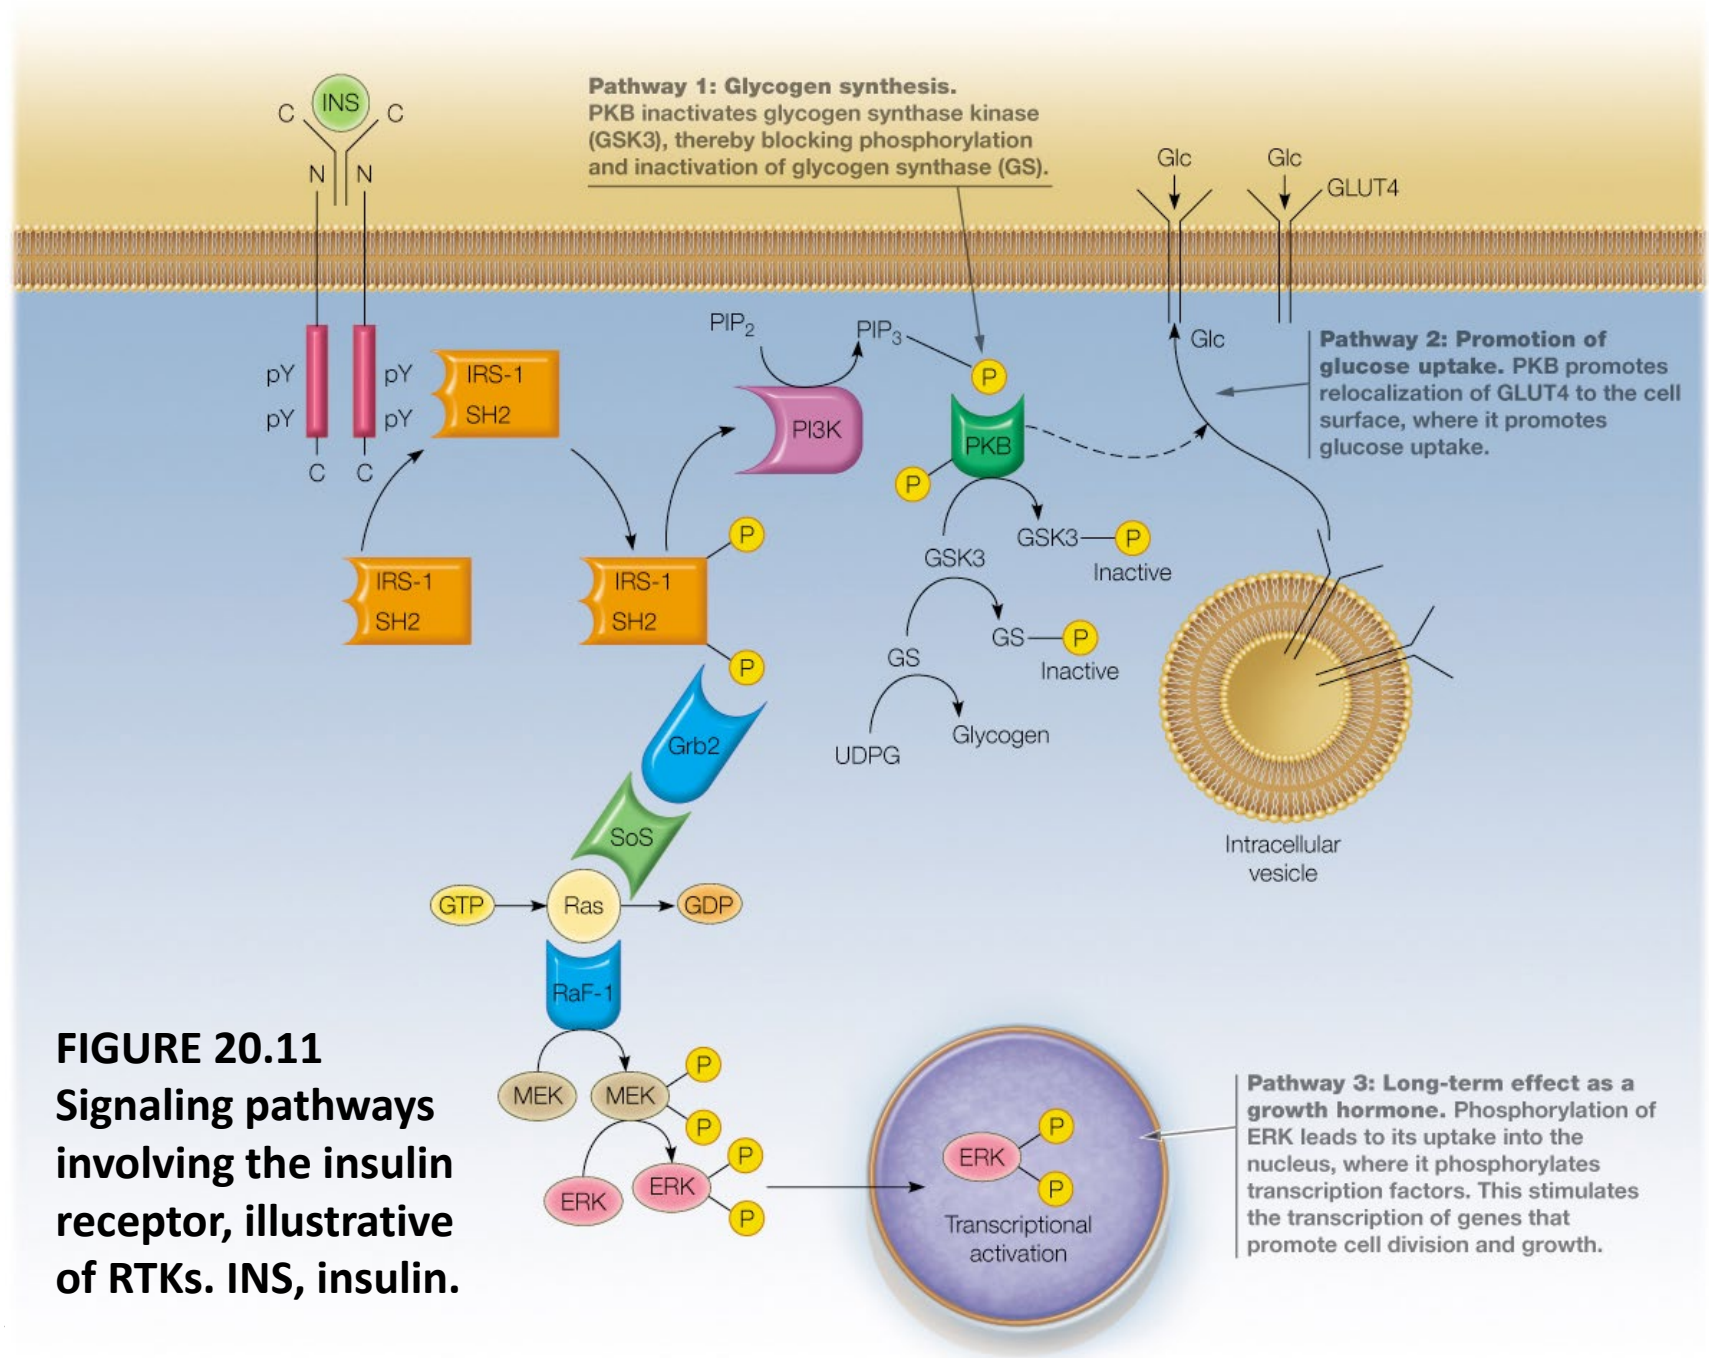 Pathway 1: Glycogen synthesis.
PKB inactivates glycogen synthase kinase
(GSK3), thereby blocking phosphorylation
and inactivation of glycogen synthase (GS).
INS
C
C
N
N
Glc
Glc
GLUT4
PIP2
PIP3
P
Glc
Pathway 2: Promotion of
glucose uptake. PKB promotes
relocalization of GLUT4 to the cell
surface, where it promotes
glucose uptake.
pY
pY
pY
pY
C
C
IRS-1
SH2
PI3K
PKB
P
IRS-1
SH2
IRS-1
SH2
P
P
GSK3
GSK3
P
Inactive
GS
GS
P
Inactive
UDPG
Glycogen
Intracellular
vesicle
Grb2
SoS
GTP
Ras
GDP
RaF-1
MEK
MEK
P
P
ERK
ERK
P
P
ERK
P
P
Transcriptional
activation
Pathway 3: Long-term effect as a
growth hormone. Phosphorylation of
ERK leads to its uptake into the
nucleus, where it phosphorylates
transcription factors. This stimulates
the transcription of genes that
promote cell division and growth.
FIGURE 20.11
Signaling pathways
involving the insulin
receptor, illustrative
of RTKs. INS, insulin.